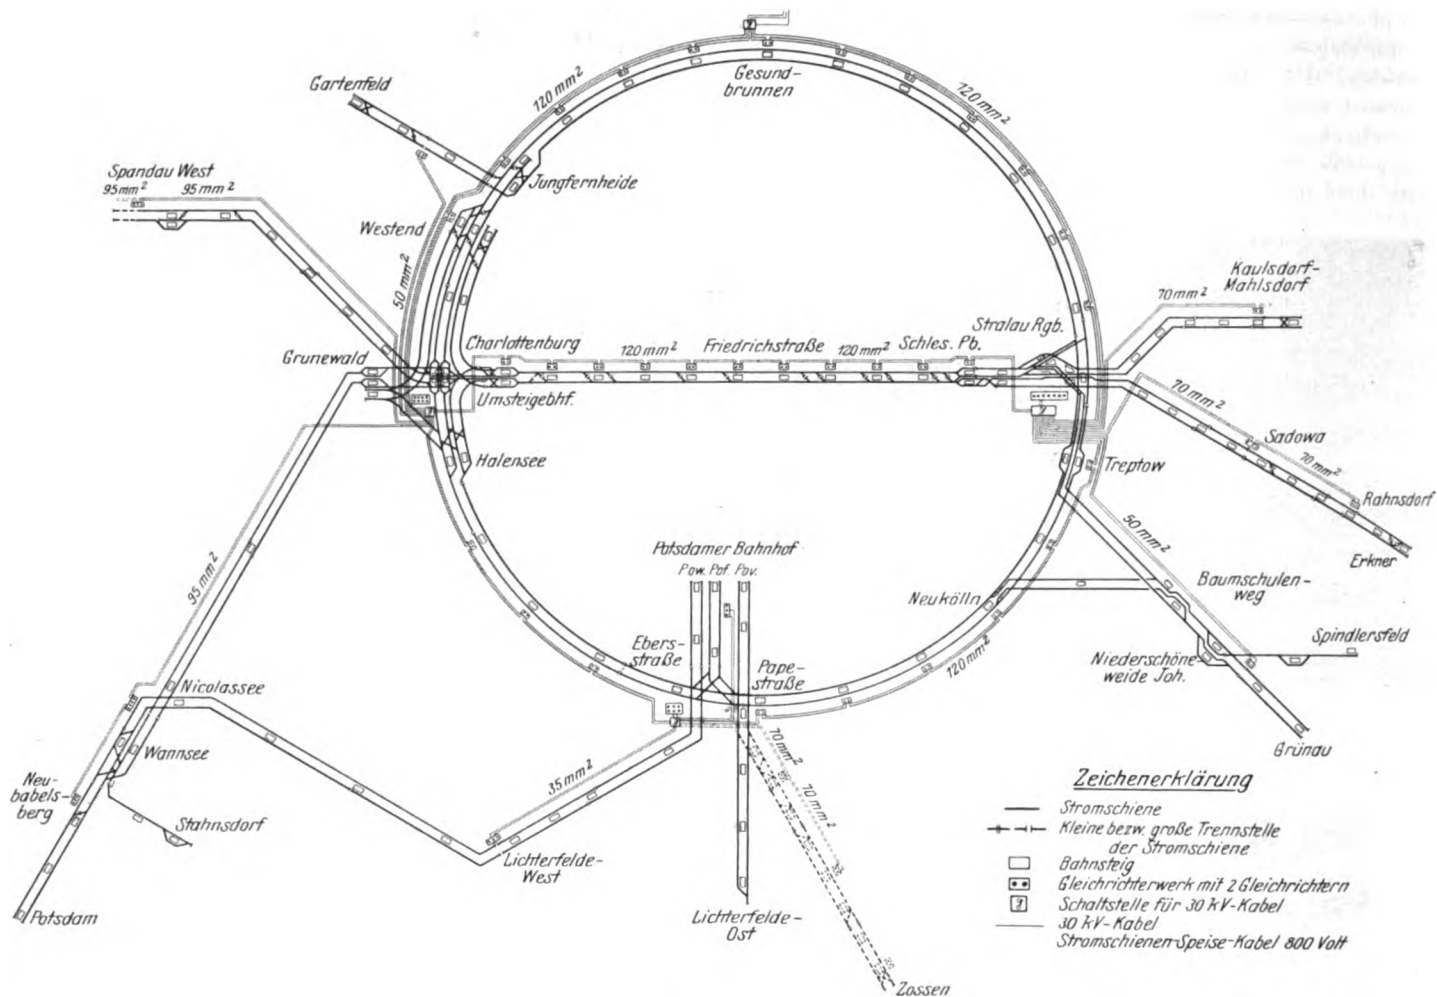 Gesund-
brunnen
120 mm²
120 mm²
Gartenfeld
Jungfernheide
Spandau West
95 mm²
95 mm²
Westend
50 mm²
Kaulsdorf-
Mahlsdorf
70 mm²
Stralau Rgb.
Charlottenburg
120 mm²
Friedrichstraße
120 mm²
Schles. Pb.
Grunewald
Umsteigebhf.
70 mm²
Sadowa
70 mm²
Rahnsdorf
Erkner
Halensee
Treptow
50 mm²
95 mm²
Potsdamer Bahnhof
Pow. Pof. Pov.
Neukölln
Baumschulen-
weg
Spindlersfeld
Ebers-
straße
Pape-
straße
120 mm²
Niederschöne-
weide Joh.
Grünau
Nicolassee
Wannsee
Neu-
babels-
berg
Stahnsdorf
35 mm²
70 mm²
70 mm²
Lichterfelde-
West
Potsdam
Lichterfelde-
Ost
Zossen
Zeichenerklärung
Stromschiene
Kleine bezw. große Trennstelle
der Stromschiene
Bahnsteig
Gleichrichterwerk mit 2 Gleichrichtern
Schaltstelle für 30 kV-Kabel
30 kV-Kabel
Stromschienen-Speise-Kabel 800 Volt